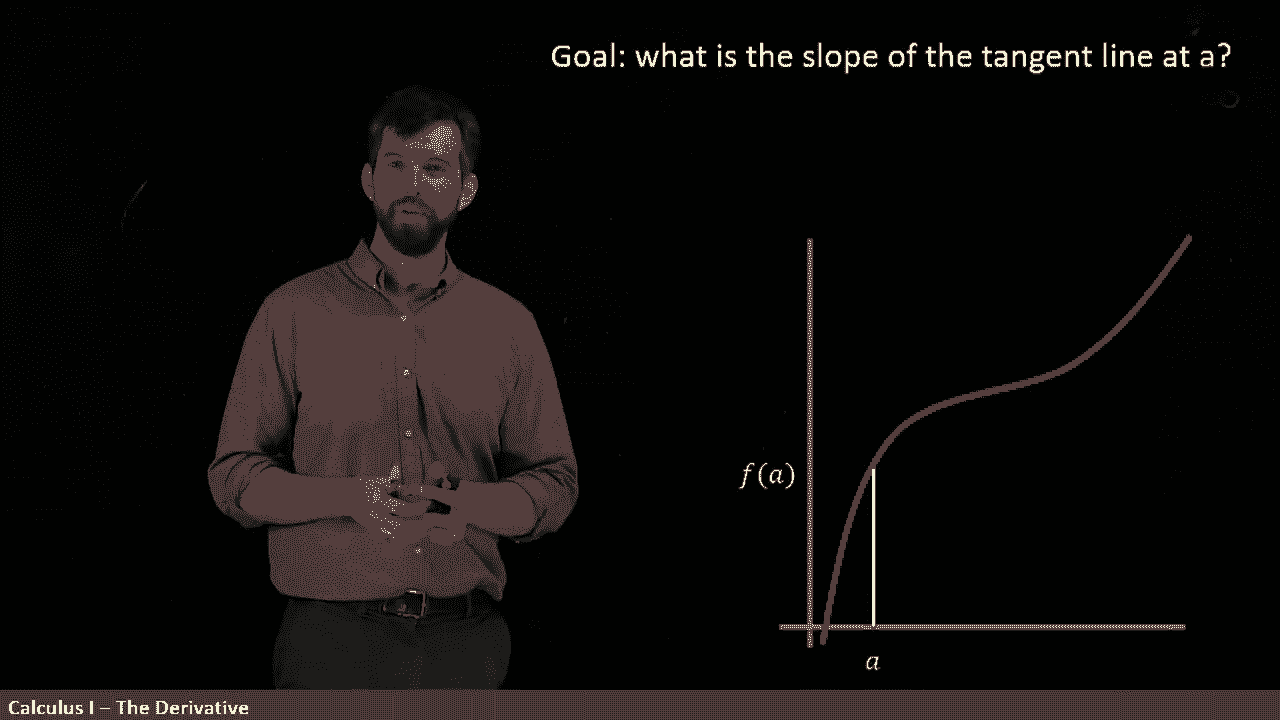 Goal: what is the slope of the tangent line at a?
f(a)
a
Calculus I – The Derivative